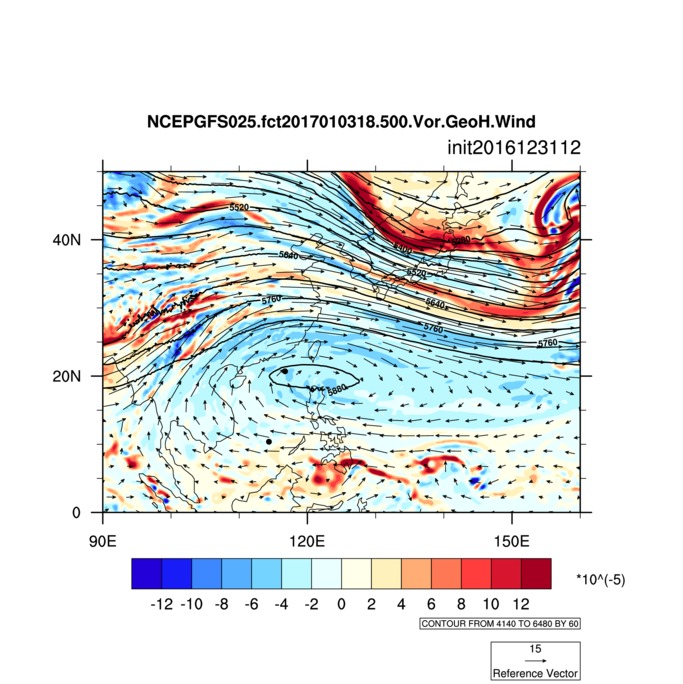 NCEPGFS025.fct2017010318.500.Vor.GeoH.Wind
init2016123112
5520
5640
5760
5400
5280
5520
5640
5760
5760
5880
40N
20N
0
90E
120E
150E
-12 -10 -8 -6 -4 -2 0 2 4 6 8 10 12
*10^(-5)
CONTOUR FROM 4140 TO 6480 BY 60
15
Reference Vector